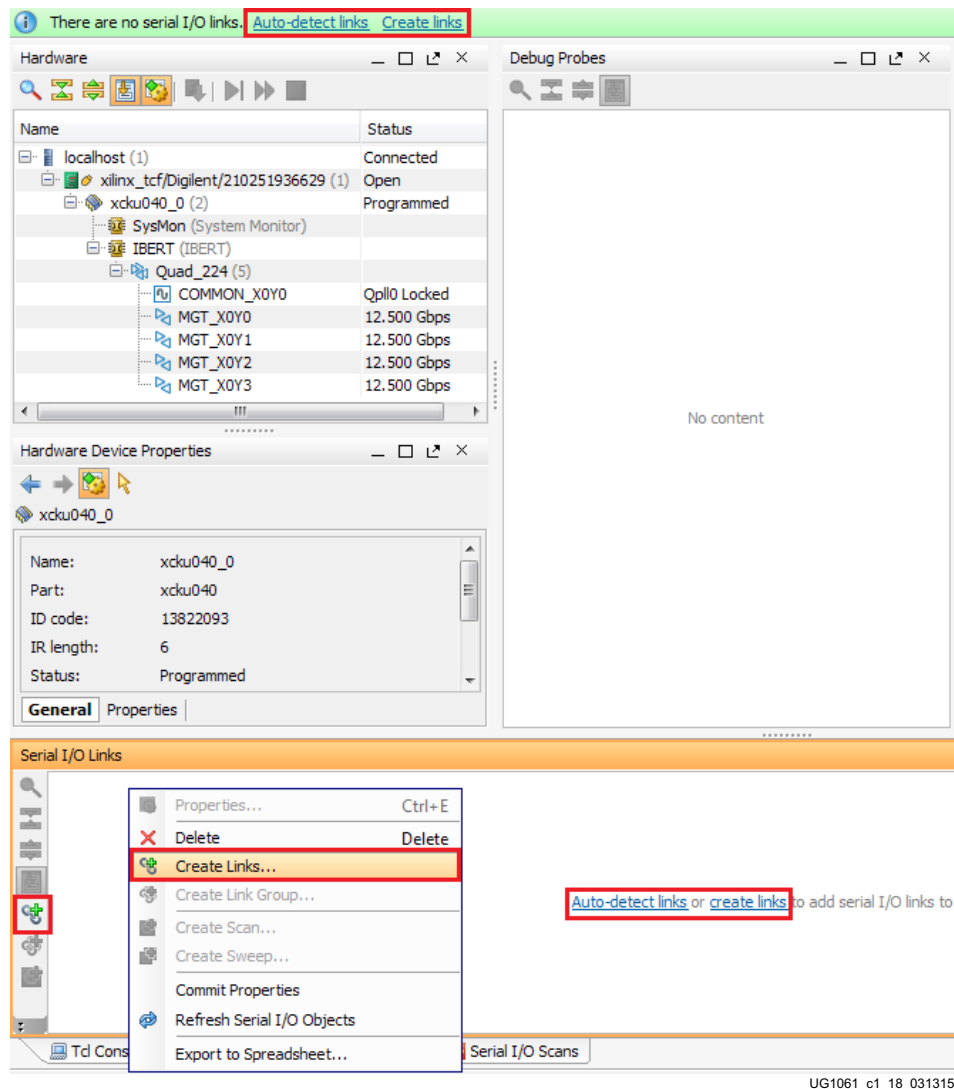 There are no serial I/O links. Auto-detect links Create links
Hardware
Name Status
localhost (1) Connected
xilinx_tcf/Digilent/210251936629 (1) Open
xcku040_0 (2) Programmed
SysMon (System Monitor)
IBERT (IBERT)
Quad_224 (5)
COMMON_X0Y0 Qpll0 Locked
MGT_X0Y0 12.500 Gbps
MGT_X0Y1 12.500 Gbps
MGT_X0Y2 12.500 Gbps
MGT_X0Y3 12.500 Gbps
Debug Probes
No content
Hardware Device Properties
xcku040_0
Name: xcku040_0
Part: xcku040
ID code: 13822093
IR length: 6
Status: Programmed
General Properties
Serial I/O Links
Properties... Ctrl+E
Delete Delete
Create Links...
Create Link Group...
Create Scan...
Create Sweep...
Commit Properties
Refresh Serial I/O Objects
Export to Spreadsheet...
Auto-detect links or create links to add serial I/O links to
Tcl Cons Serial I/O Scans
UG1061_c1_18_031315